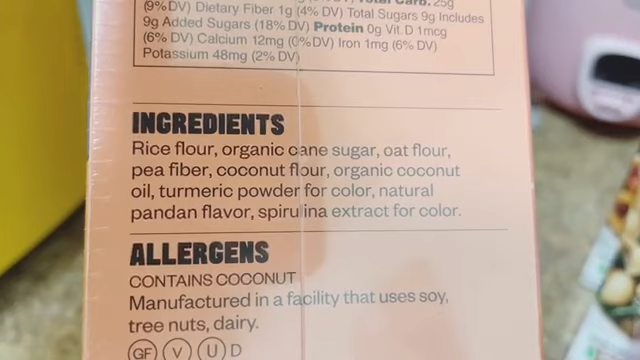 Total Carb. 25g
(9% DV) Dietary Fiber 1g (4% DV) Total Sugars 9g Includes
9g Added Sugars (18% DV) Protein 0g Vit. D 1mcg
(6% DV) Calcium 12mg (0% DV) Iron 1mg (6% DV)
Potassium 48mg (2% DV)
INGREDIENTS
Rice flour, organic cane sugar, oat flour,
pea fiber, coconut flour, organic coconut
oil, turmeric powder for color, natural
pandan flavor, spirulina extract for color.
ALLERGENS
CONTAINS COCONUT
Manufactured in a facility that uses soy,
tree nuts, dairy.
GF V U D